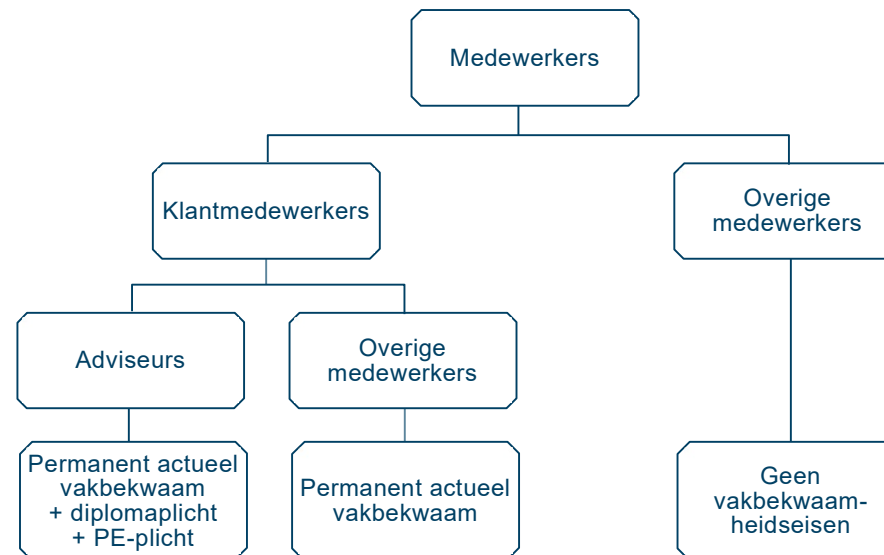 Medewerkers
Klantmedewerkers
Overige
medewerkers
Adviseurs
Overige
medewerkers
Permanent actueel
vakbekwaam
+ diplomaplicht
+ PE-plicht
Permanent actueel
vakbekwaam
Geen
vakbekwaam-
heidseisen